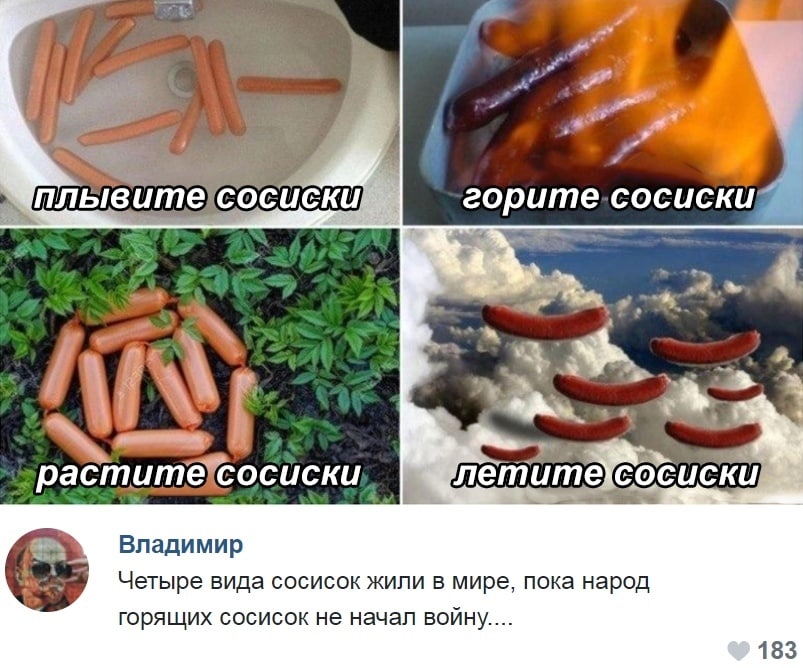 плывите сосиски
горите сосиски
растите сосиски
летите сосиски
Владимир
Четыре вида сосисок жили в мире, пока народ
горящих сосисок не начал войну....
183